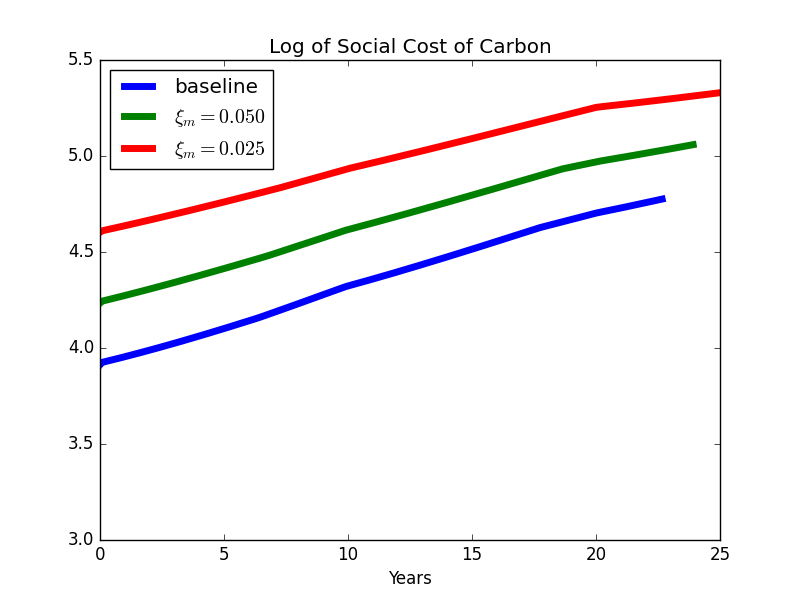 Log of Social Cost of Carbon
5.5
5.0
4.5
4.0
3.5
3.0
baseline
ξₘ = 0.050
ξₘ = 0.025
0 5 10 15 20 25
Years